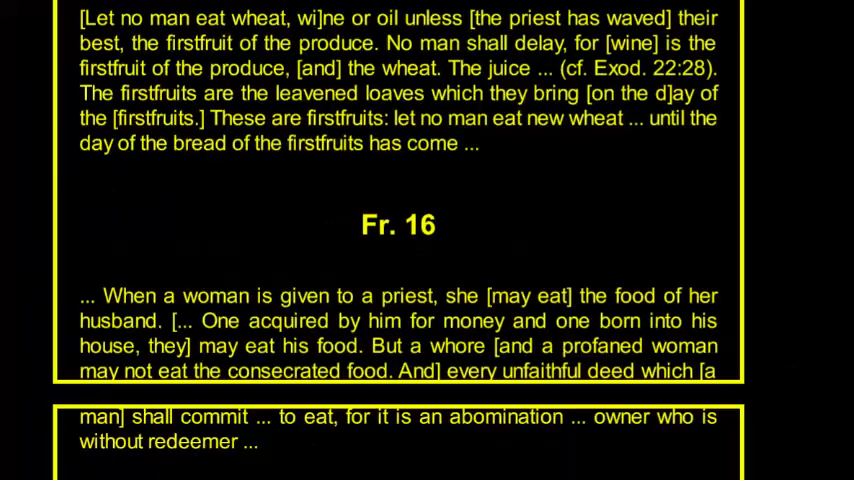 [Let no man eat wheat, wi]ne or oil unless [the priest has waved] their
best, the firstfruit of the produce. No man shall delay, for [wine] is the
firstfruit of the produce, [and] the wheat. The juice ... (cf. Exod. 22:28).
The firstfruits are the leavened loaves which they bring [on the d]ay of
the [firstfruits.] These are firstfruits: let no man eat new wheat ... until the
day of the bread of the firstfruits has come ...
Fr. 16
... When a woman is given to a priest, she [may eat] the food of her
husband. [... One acquired by him for money and one born into his
house, they] may eat his food. But a whore [and a profaned woman
may not eat the consecrated food. And] every unfaithful deed which [a
man] shall commit ... to eat, for it is an abomination ... owner who is
without redeemer ...